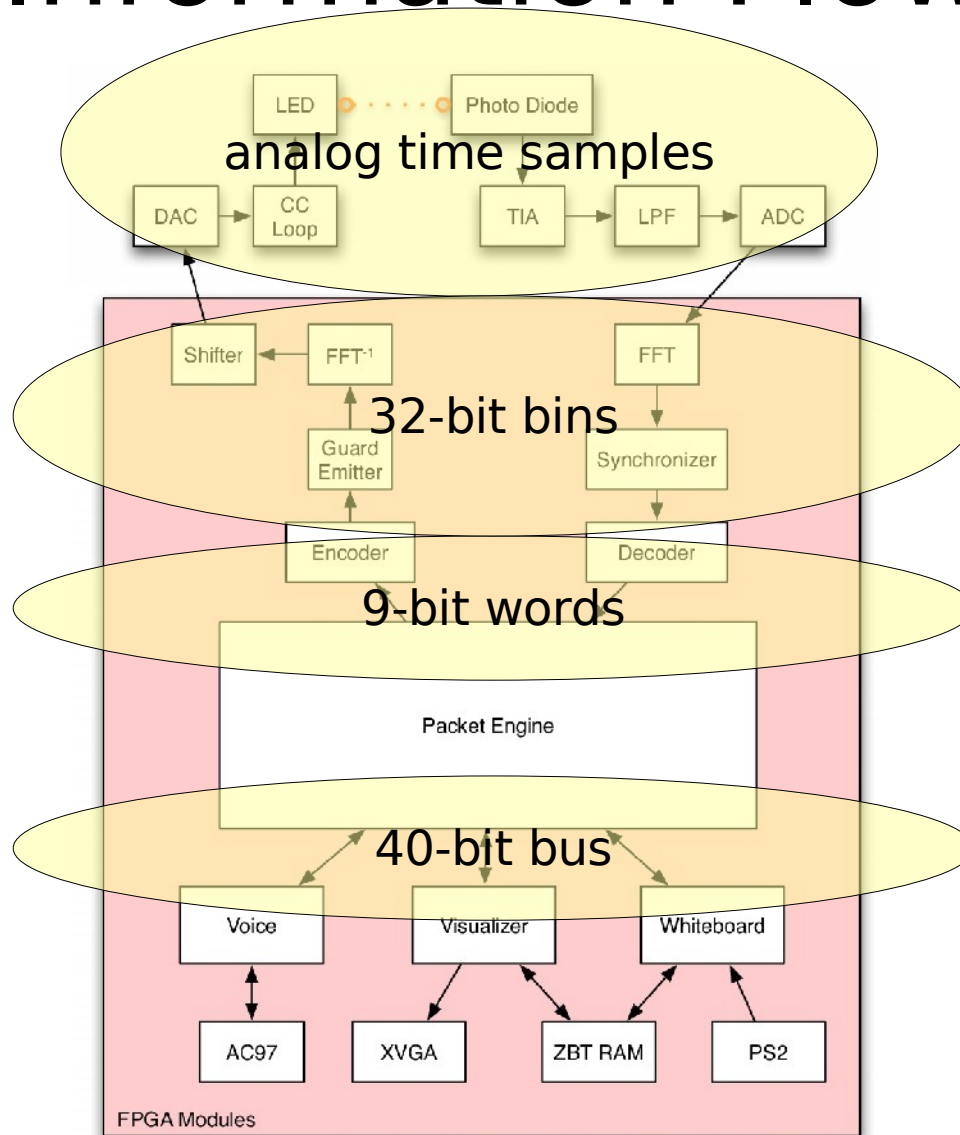 Information Flow
LED
Photo Diode
analog time samples
DAC
CC
Loop
TIA
LPF
ADC
Shifter
FFT⁻¹
FFT
32-bit bins
Guard
Emitter
Synchronizer
Encoder
Decoder
9-bit words
Packet Engine
40-bit bus
Voice
Visualizer
Whiteboard
AC97
XVGA
ZBT RAM
PS2
FPGA Modules